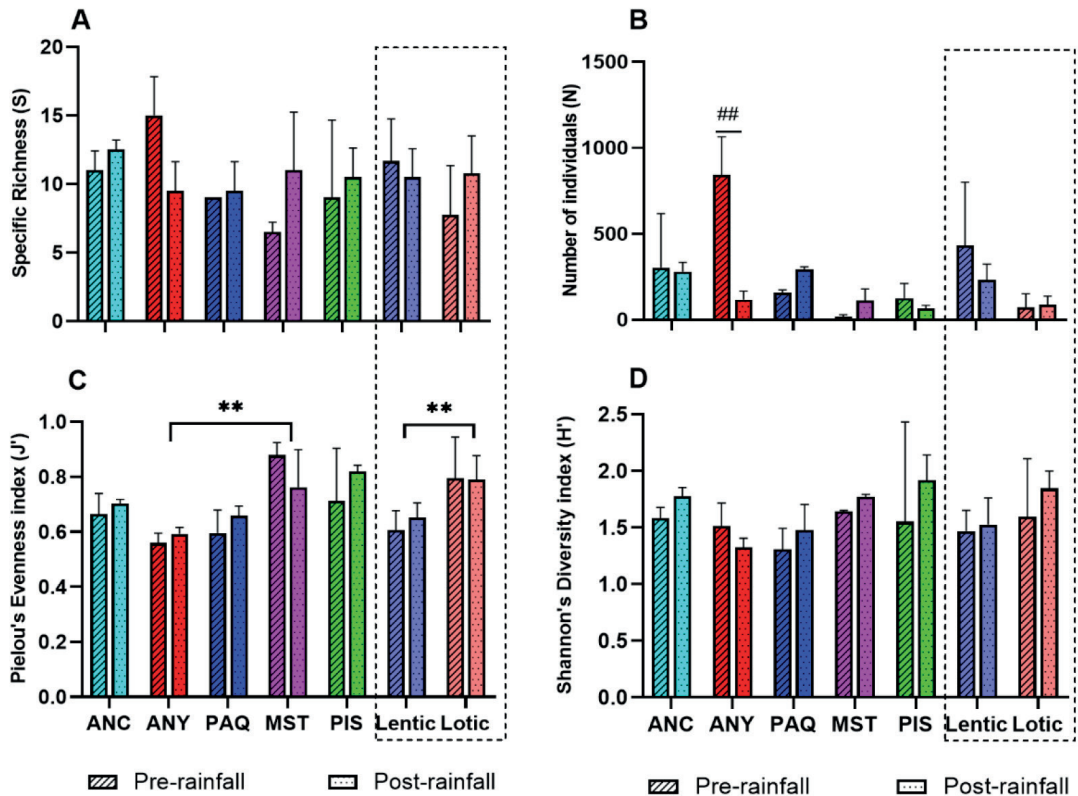 A
Specific Richness (S)
20
15
10
5
0
B
Number of individuals (N)
1500
1000
500
0
##
C
Pielou's Evenness index (J')
1.0
0.8
0.6
0.4
0.2
0.0
**
**
ANC ANY PAQ MST PIS Lentic Lotic
D
Shannon's Diversity index (H')
2.5
2.0
1.5
1.0
0.5
0.0
ANC ANY PAQ MST PIS Lentic Lotic
Pre-rainfall Post-rainfall
Pre-rainfall Post-rainfall